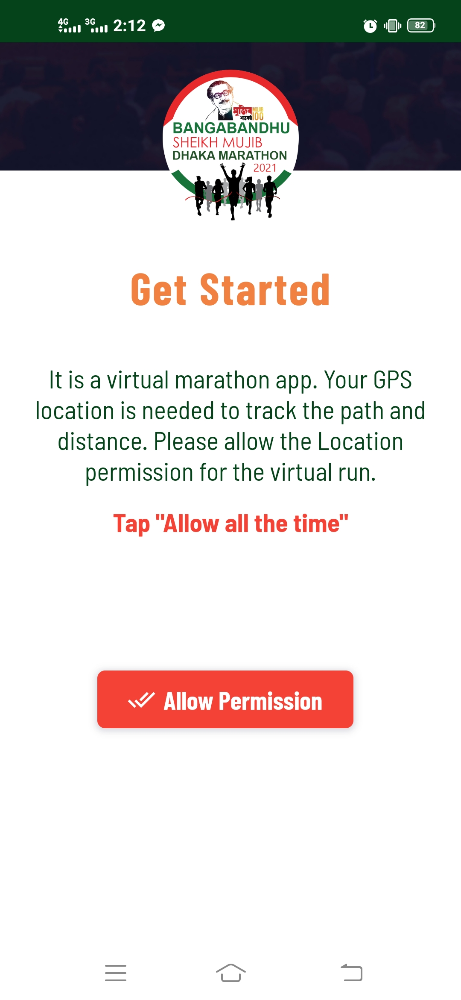 4G 3G 2:12 82
মুজিব MUJIB
শতবর্ষ 100
BANGABANDHU
SHEIKH MUJIB
DHAKA MARATHON
2021
Get Started
It is a virtual marathon app. Your GPS
location is needed to track the path and
distance. Please allow the Location
permission for the virtual run.
Tap "Allow all the time"
Allow Permission